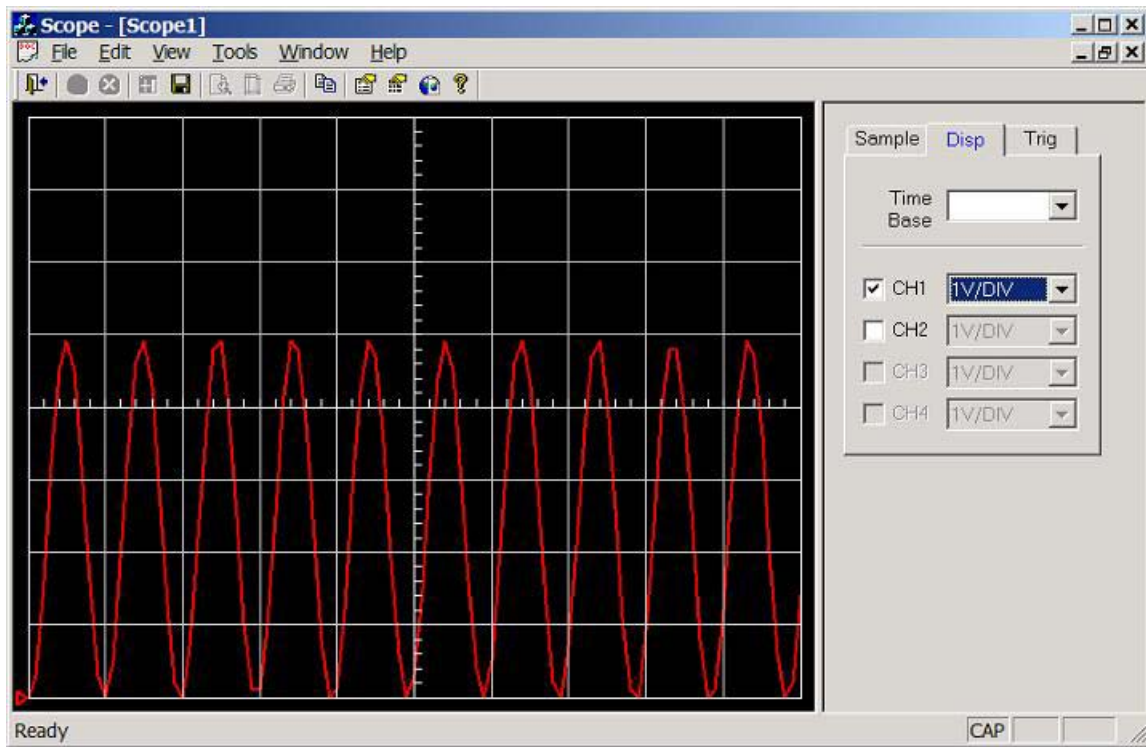 Scope - [Scope1]
File Edit View Tools Window Help
Sample Disp Trig
Time
Base
CH1 1V/DIV
CH2 1V/DIV
CH3 1V/DIV
CH4 1V/DIV
Ready CAP